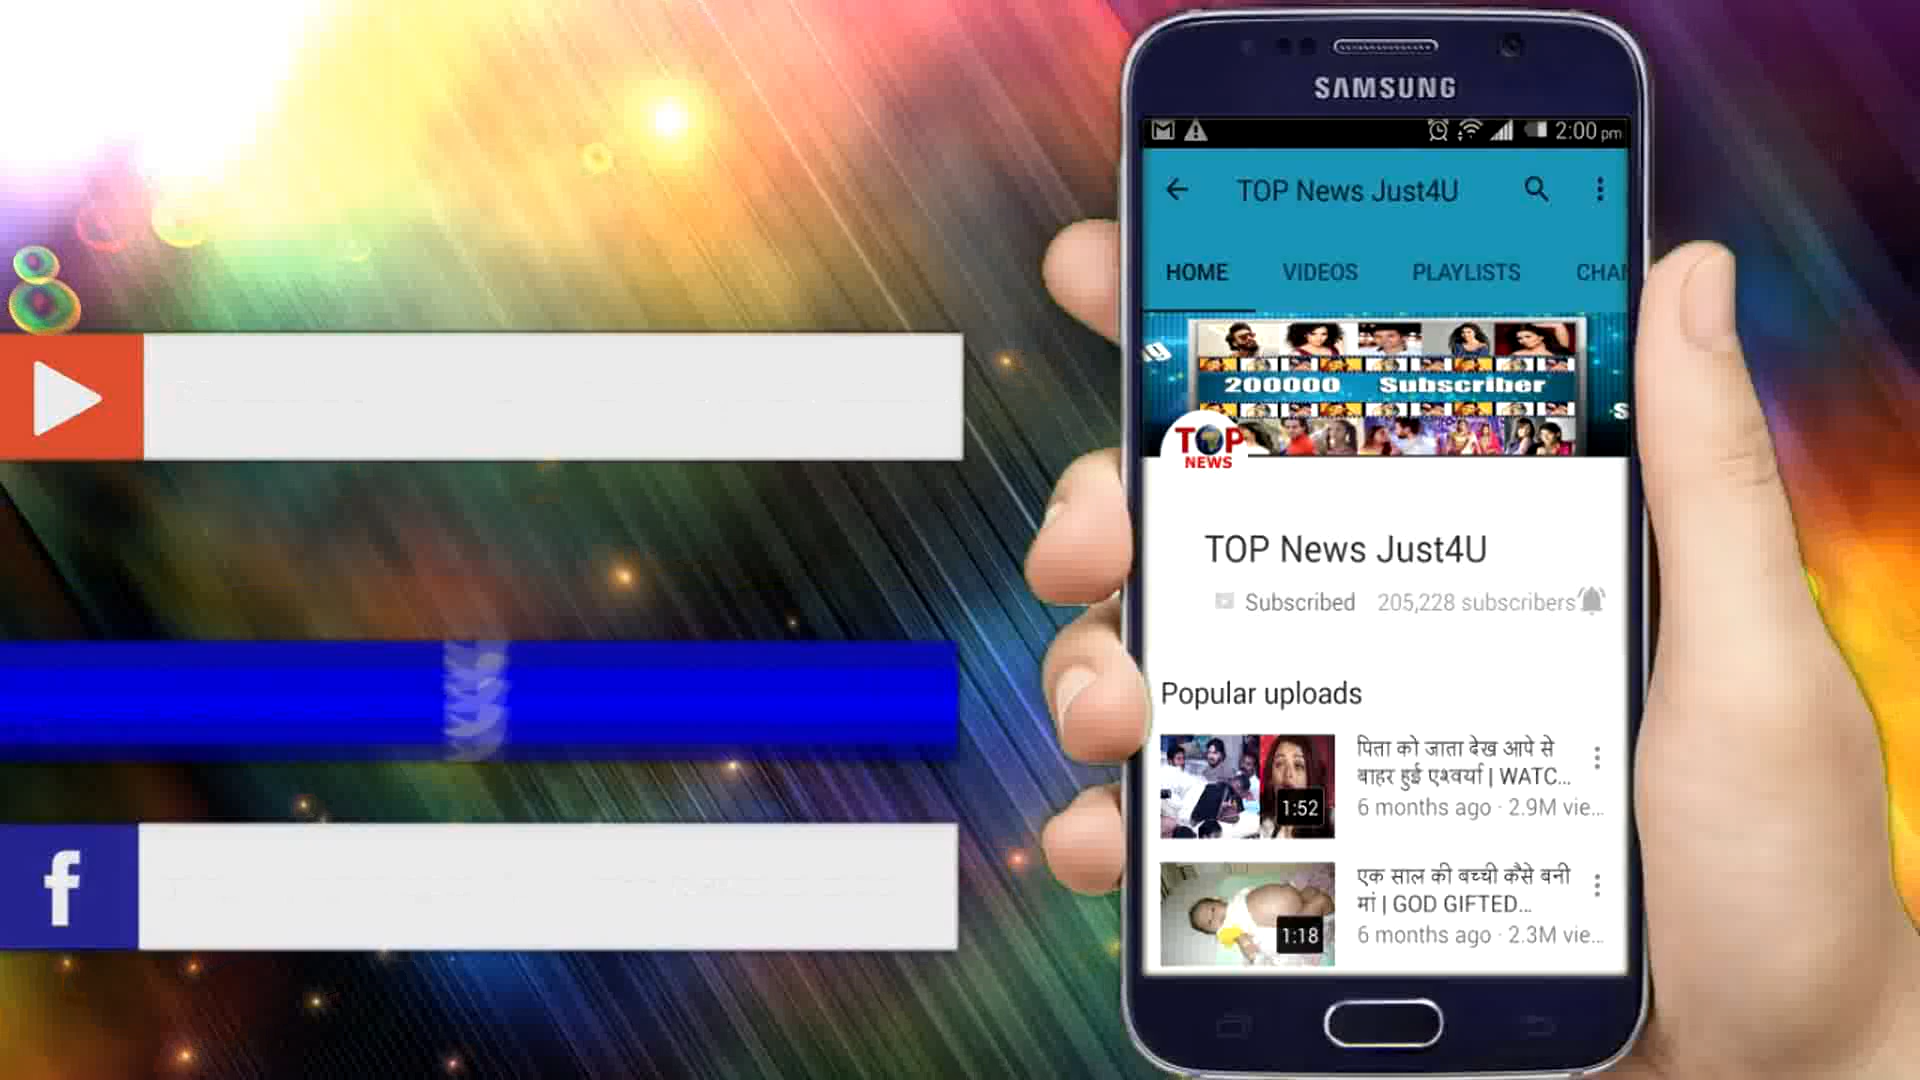 SAMSUNG
2:00 pm
TOP News Just4U
HOME VIDEOS PLAYLISTS CHAN
200000 Subscriber
TOP
NEWS
TOP News Just4U
Subscribed 205,228 subscribers
Popular uploads
पिता को जाता देख आपे से
बाहर हुई एश्वर्या | WATC...
6 months ago · 2.9M vie...
1:52
एक साल की बच्ची कैसे बनी
मां | GOD GIFTED...
6 months ago · 2.3M vie...
1:18
f